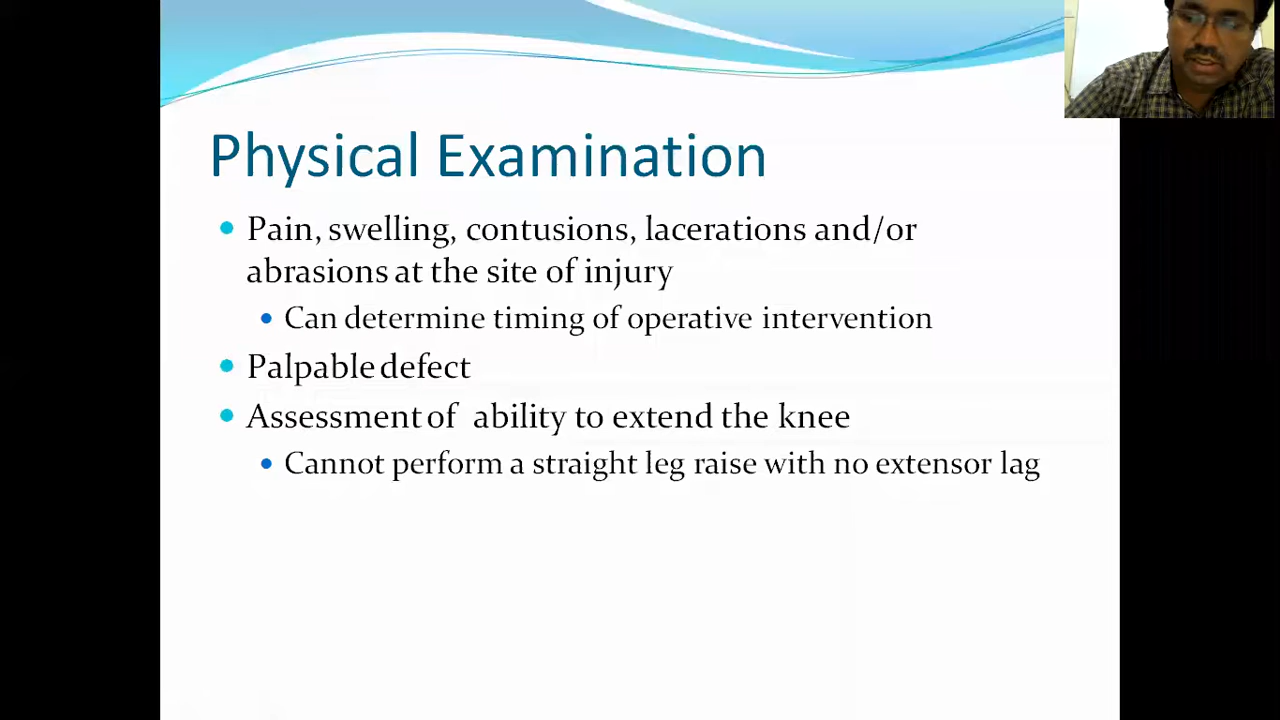 Physical Examination
Pain, swelling, contusions, lacerations and/or
abrasions at the site of injury
Can determine timing of operative intervention
Palpable defect
Assessment of ability to extend the knee
Cannot perform a straight leg raise with no extensor lag